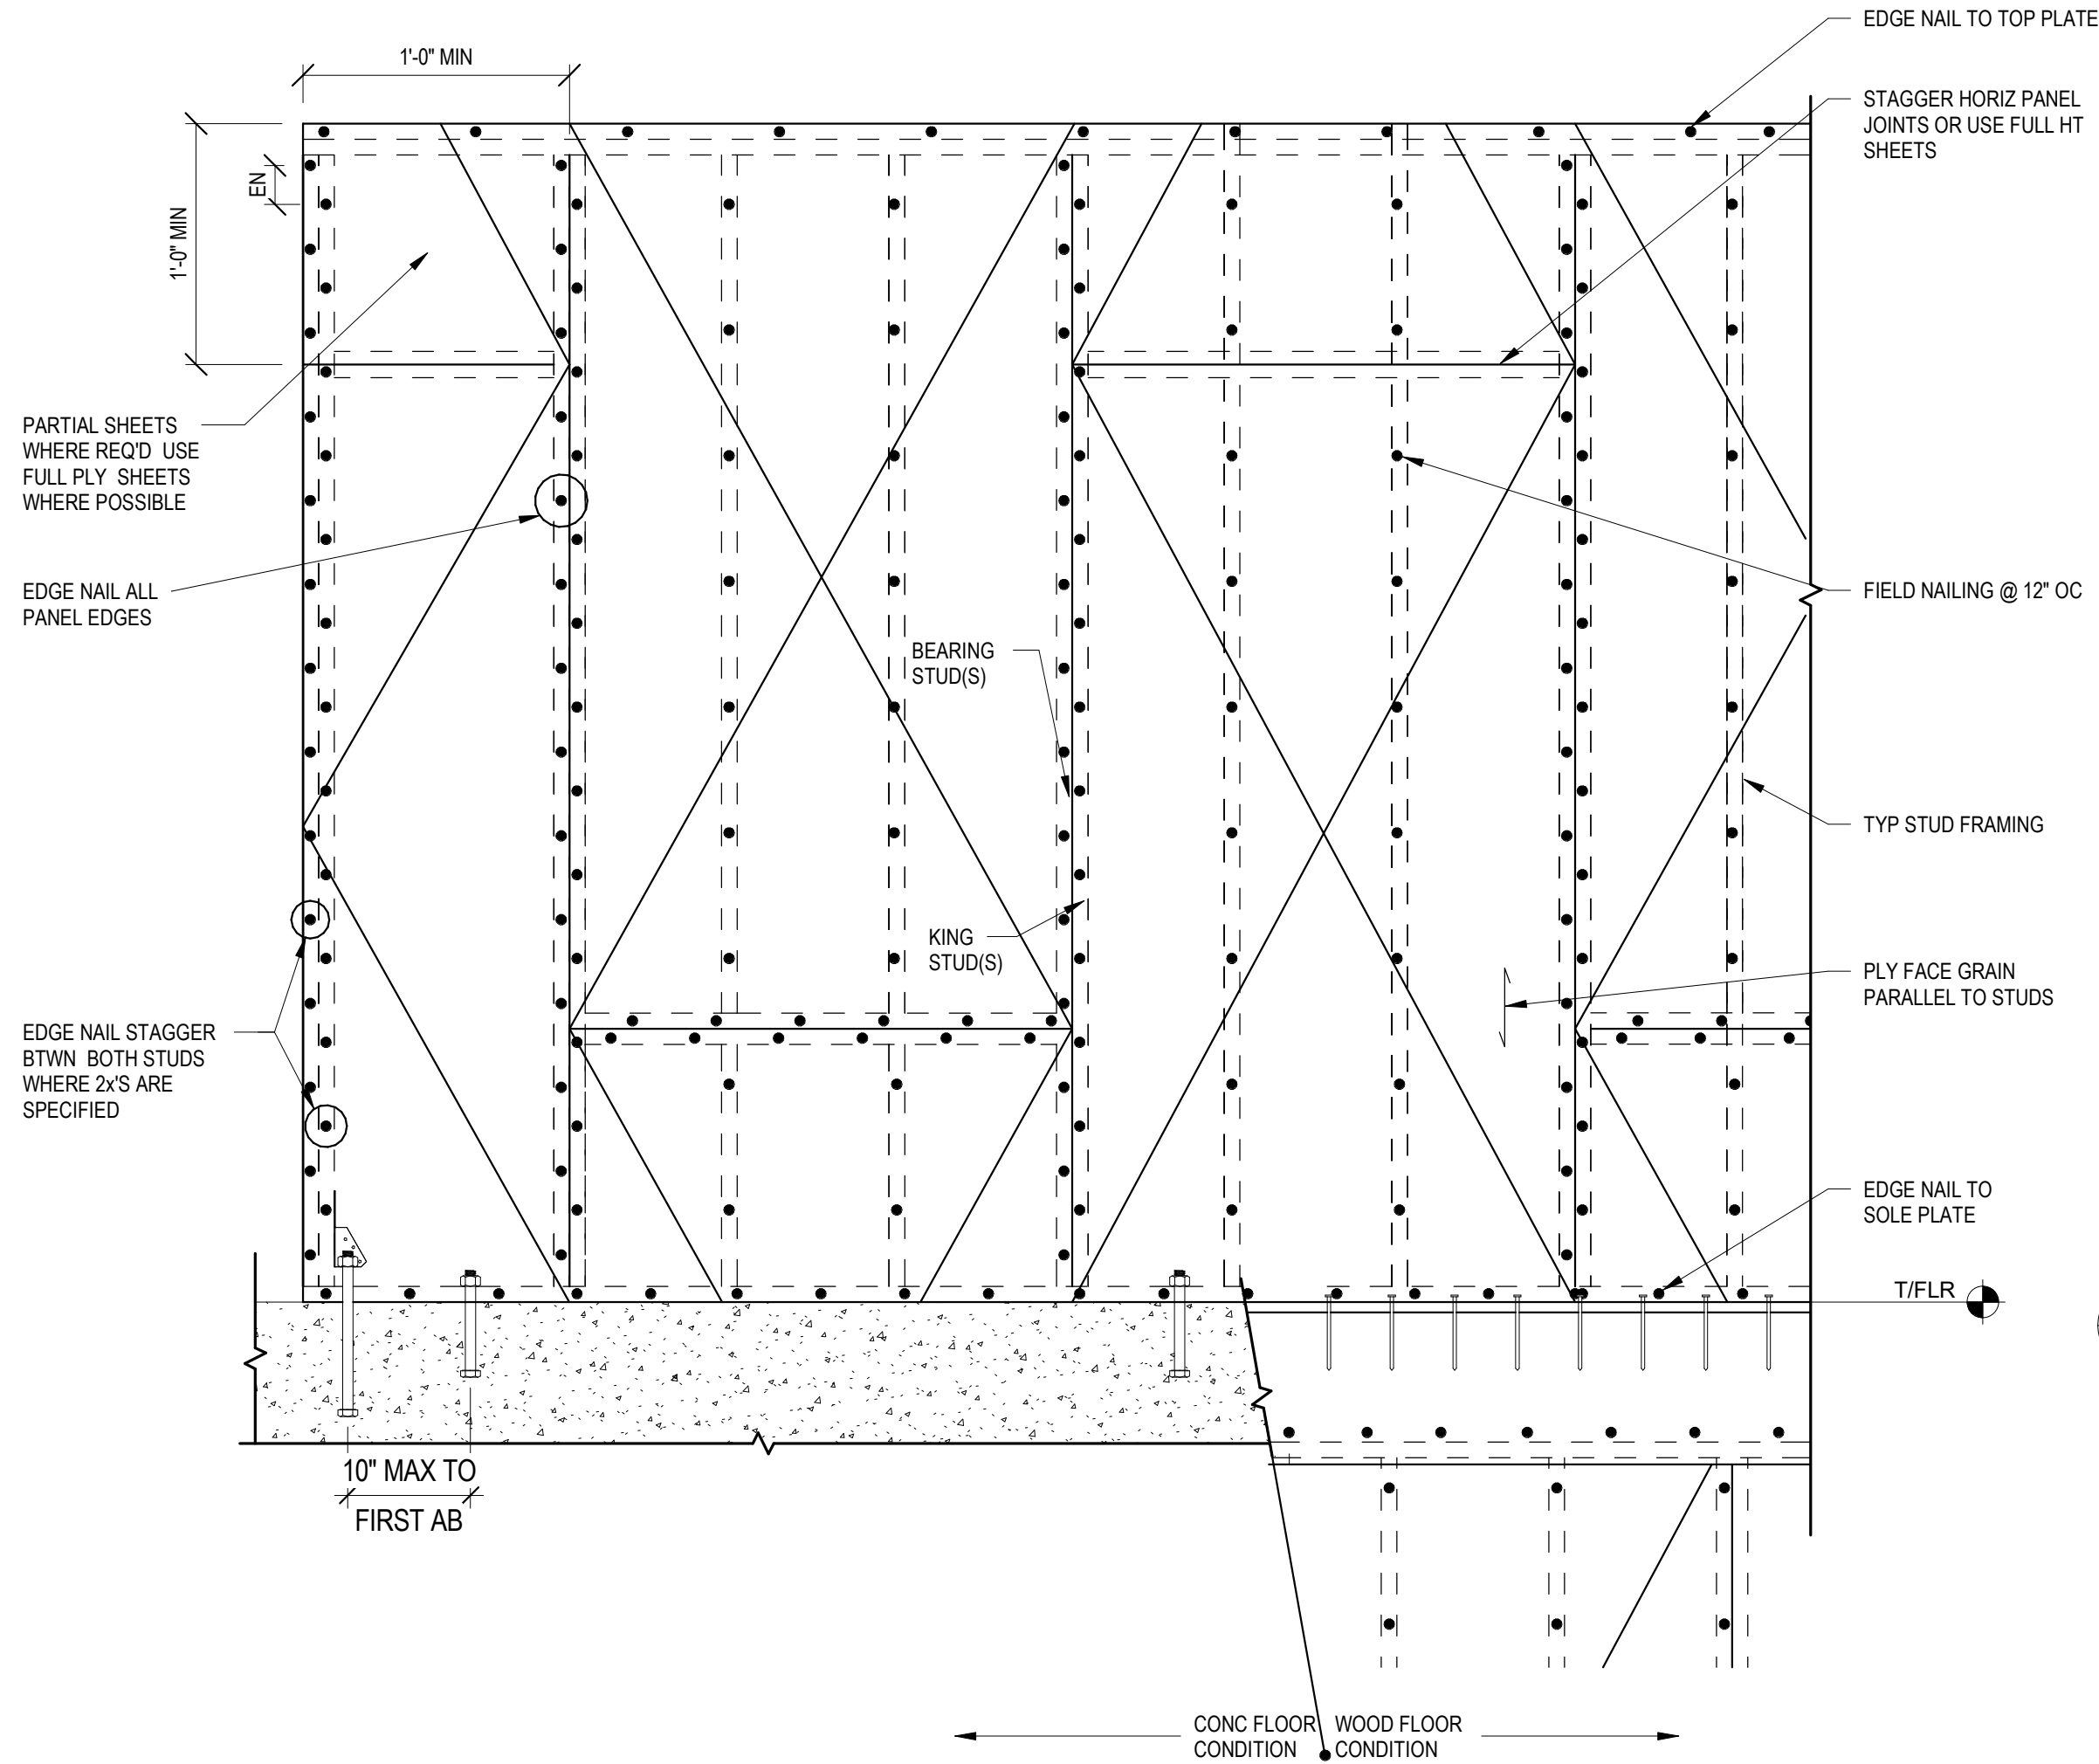 EDGE NAIL TO TOP PLATE
1'-0" MIN
STAGGER HORIZ PANEL
JOINTS OR USE FULL HT
SHEETS
EN
1'-0" MIN
PARTIAL SHEETS
WHERE REQ'D USE
FULL PLY SHEETS
WHERE POSSIBLE
EDGE NAIL ALL
PANEL EDGES
FIELD NAILING @ 12" OC
BEARING
STUD(S)
TYP STUD FRAMING
KING
STUD(S)
PLY FACE GRAIN
PARALLEL TO STUDS
EDGE NAIL STAGGER
BTWN BOTH STUDS
WHERE 2x'S ARE
SPECIFIED
EDGE NAIL TO
SOLE PLATE
T/FLR
10" MAX TO
FIRST AB
CONC FLOOR
CONDITION
WOOD FLOOR
CONDITION